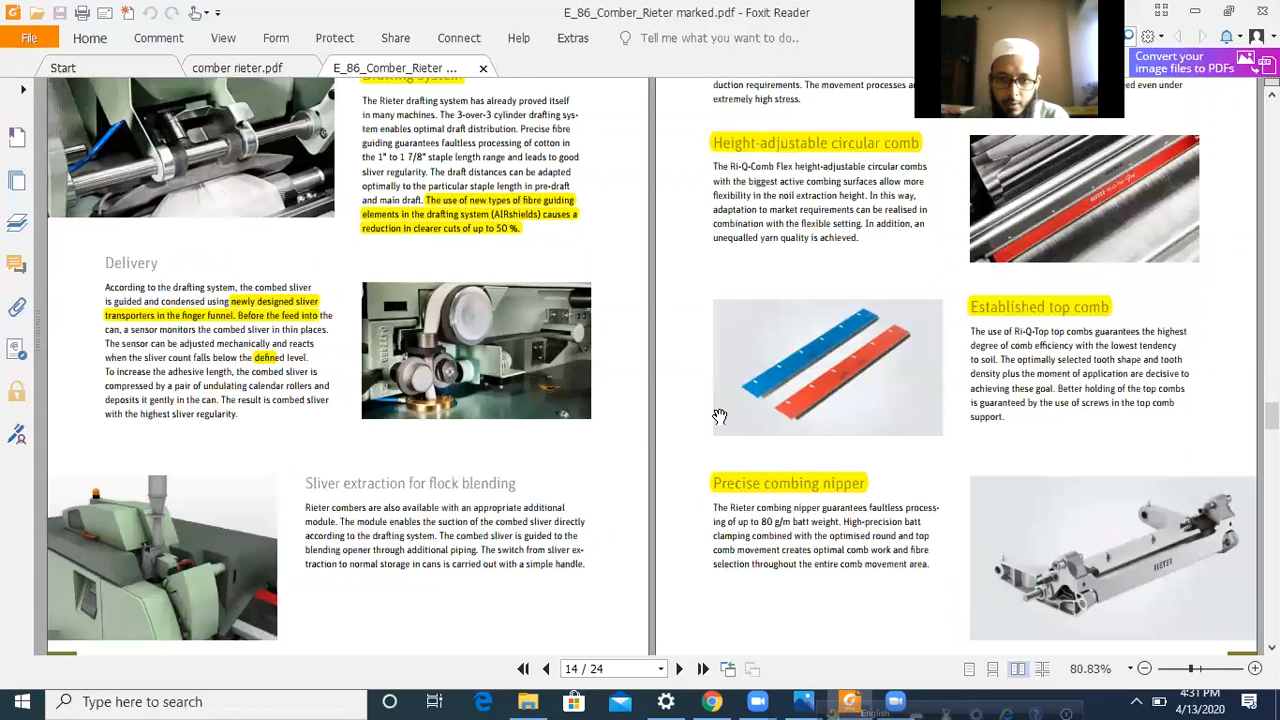 E_86_Comber_Rieter marked.pdf - Foxit Reader
File
Home
Comment
View
Form
Protect
Share
Connect
Help
Extras
Tell me what you want to do..
Convert your
image files to PDFs
Start
comber rieter.pdf
E_86_Comber_Rieter ...
Drafting system
The Rieter drafting system has already proved itself
in many machines. The 3-over-3 cylinder drafting sys-
tem enables optimal draft distribution. Precise fibre
guiding guarantees faultless processing of cotton in
the 1" to 1 7/8" staple length range and leads to good
sliver regularity. The draft distances can be adapted
optimally to the particular staple length in pre-draft
and main draft. The use of new types of fibre guiding
elements in the drafting system (AIRshields) causes a
reduction in clearer cuts of up to 50 %.
Delivery
According to the drafting system, the combed sliver
is guided and condensed using newly designed sliver
transporters in the finger funnel. Before the feed into the
can, a sensor monitors the combed sliver in thin places.
The sensor can be adjusted mechanically and reacts
when the sliver count falls below the defined level.
To increase the adhesive length, the combed sliver is
compressed by a pair of undulating calendar rollers and
deposits it gently in the can. The result is combed sliver
with the highest sliver regularity.
Sliver extraction for flock blending
Rieter combers are also available with an appropriate additional
module. The module enables the suction of the combed sliver directly
according to the drafting system. The combed sliver is guided to the
blending opener through additional piping. The switch from sliver ex-
traction to normal storage in cans is carried out with a simple handle.
duction requirements. The movement processes a
extremely high stress.
eed even under
Height-adjustable circular comb
The Ri-Q-Comb Flex height-adjustable circular combs
with the biggest active combing surfaces allow more
flexibility in the noil extraction height. In this way,
adaptation to market requirements can be realised in
combination with the flexible setting. In addition, an
unequalled yarn quality is achieved.
RIETER
Established top comb
The use of Ri-Q-Top top combs guarantees the highest
degree of comb efficiency with the lowest tendency
to soil. The optimally selected tooth shape and tooth
density plus the moment of application are decisive to
achieving these goal. Better holding of the top combs
is guaranteed by the use of screws in the top comb
support.
Precise combing nipper
The Rieter combing nipper guarantees faultless process-
ing of up to 80 g/m batt weight. High-precision batt
clamping combined with the optimised round and top
comb movement creates optimal comb work and fibre
selection throughout the entire comb movement area.
RIETER
14 / 24
80.83%
Type here to search
English
4:31 PM
4/13/2020